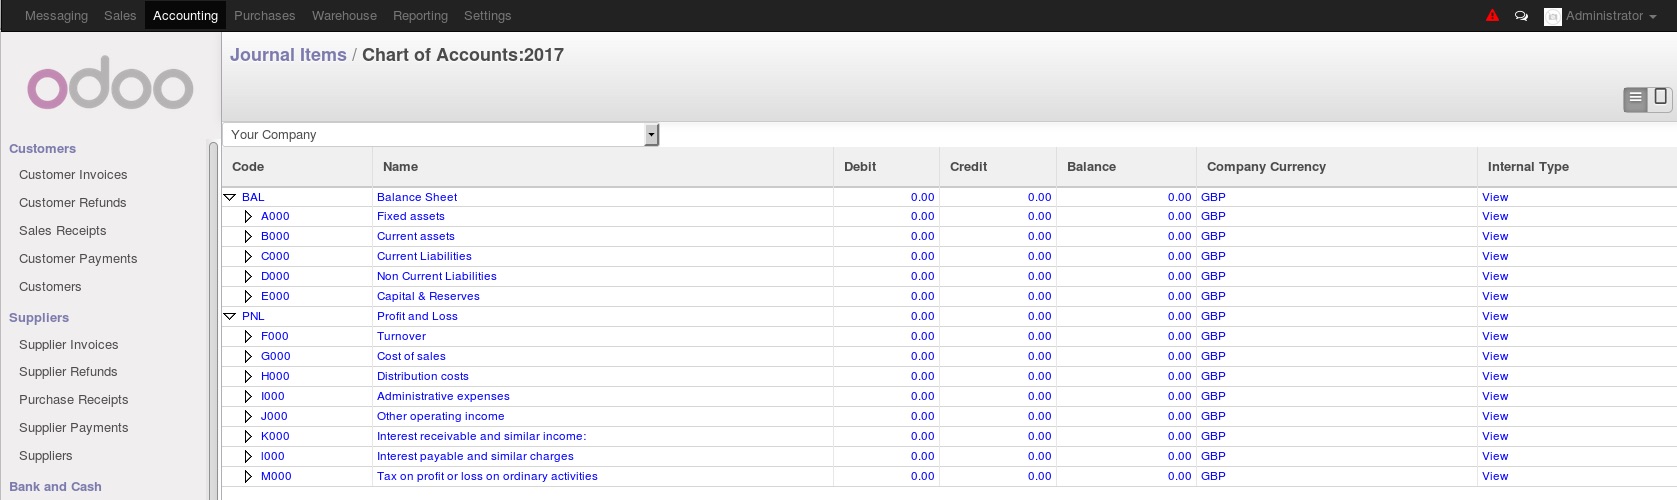 Messaging Sales Accounting Purchases Warehouse Reporting Settings Administrator
odoo
Journal Items / Chart of Accounts:2017
Your Company
Customers
Customer Invoices
Customer Refunds
Sales Receipts
Customer Payments
Customers
Suppliers
Supplier Invoices
Supplier Refunds
Purchase Receipts
Supplier Payments
Suppliers
Bank and Cash
Code Name Debit Credit Balance Company Currency Internal Type
BAL Balance Sheet 0.00 0.00 0.00 GBP View
A000 Fixed assets 0.00 0.00 0.00 GBP View
B000 Current assets 0.00 0.00 0.00 GBP View
C000 Current Liabilities 0.00 0.00 0.00 GBP View
D000 Non Current Liabilities 0.00 0.00 0.00 GBP View
E000 Capital & Reserves 0.00 0.00 0.00 GBP View
PNL Profit and Loss 0.00 0.00 0.00 GBP View
F000 Turnover 0.00 0.00 0.00 GBP View
G000 Cost of sales 0.00 0.00 0.00 GBP View
H000 Distribution costs 0.00 0.00 0.00 GBP View
I000 Administrative expenses 0.00 0.00 0.00 GBP View
J000 Other operating income 0.00 0.00 0.00 GBP View
K000 Interest receivable and similar income: 0.00 0.00 0.00 GBP View
l000 Interest payable and similar charges 0.00 0.00 0.00 GBP View
M000 Tax on profit or loss on ordinary activities 0.00 0.00 0.00 GBP View